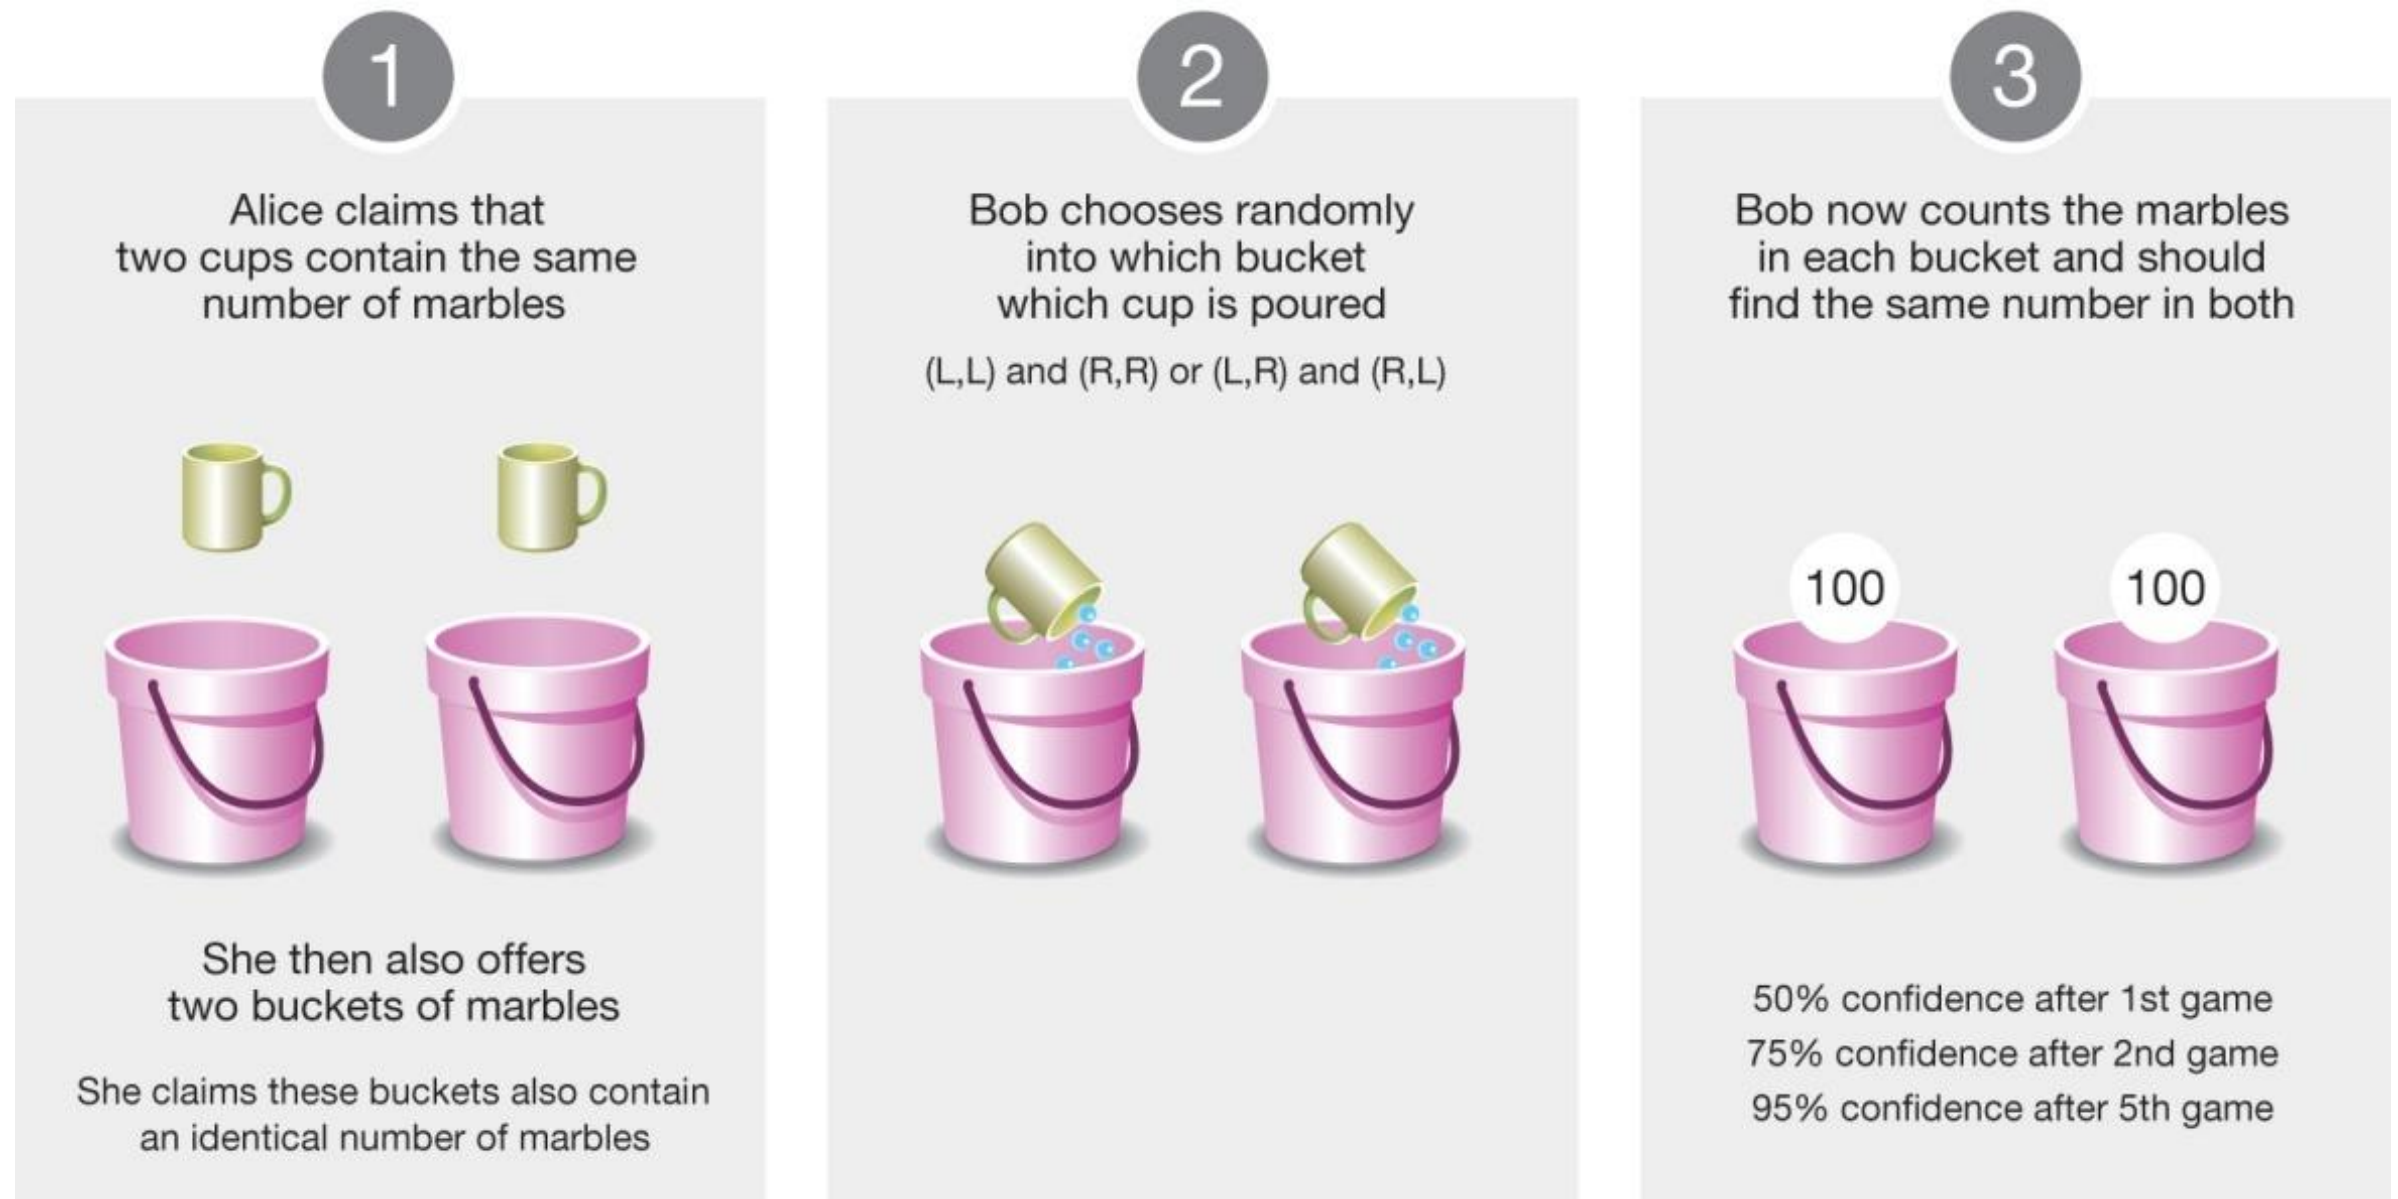 1
Alice claims that
two cups contain the same
number of marbles
She then also offers
two buckets of marbles
She claims these buckets also contain
an identical number of marbles
2
Bob chooses randomly
into which bucket
which cup is poured
(L,L) and (R,R) or (L,R) and (R,L)
3
Bob now counts the marbles
in each bucket and should
find the same number in both
100 100
50% confidence after 1st game
75% confidence after 2nd game
95% confidence after 5th game